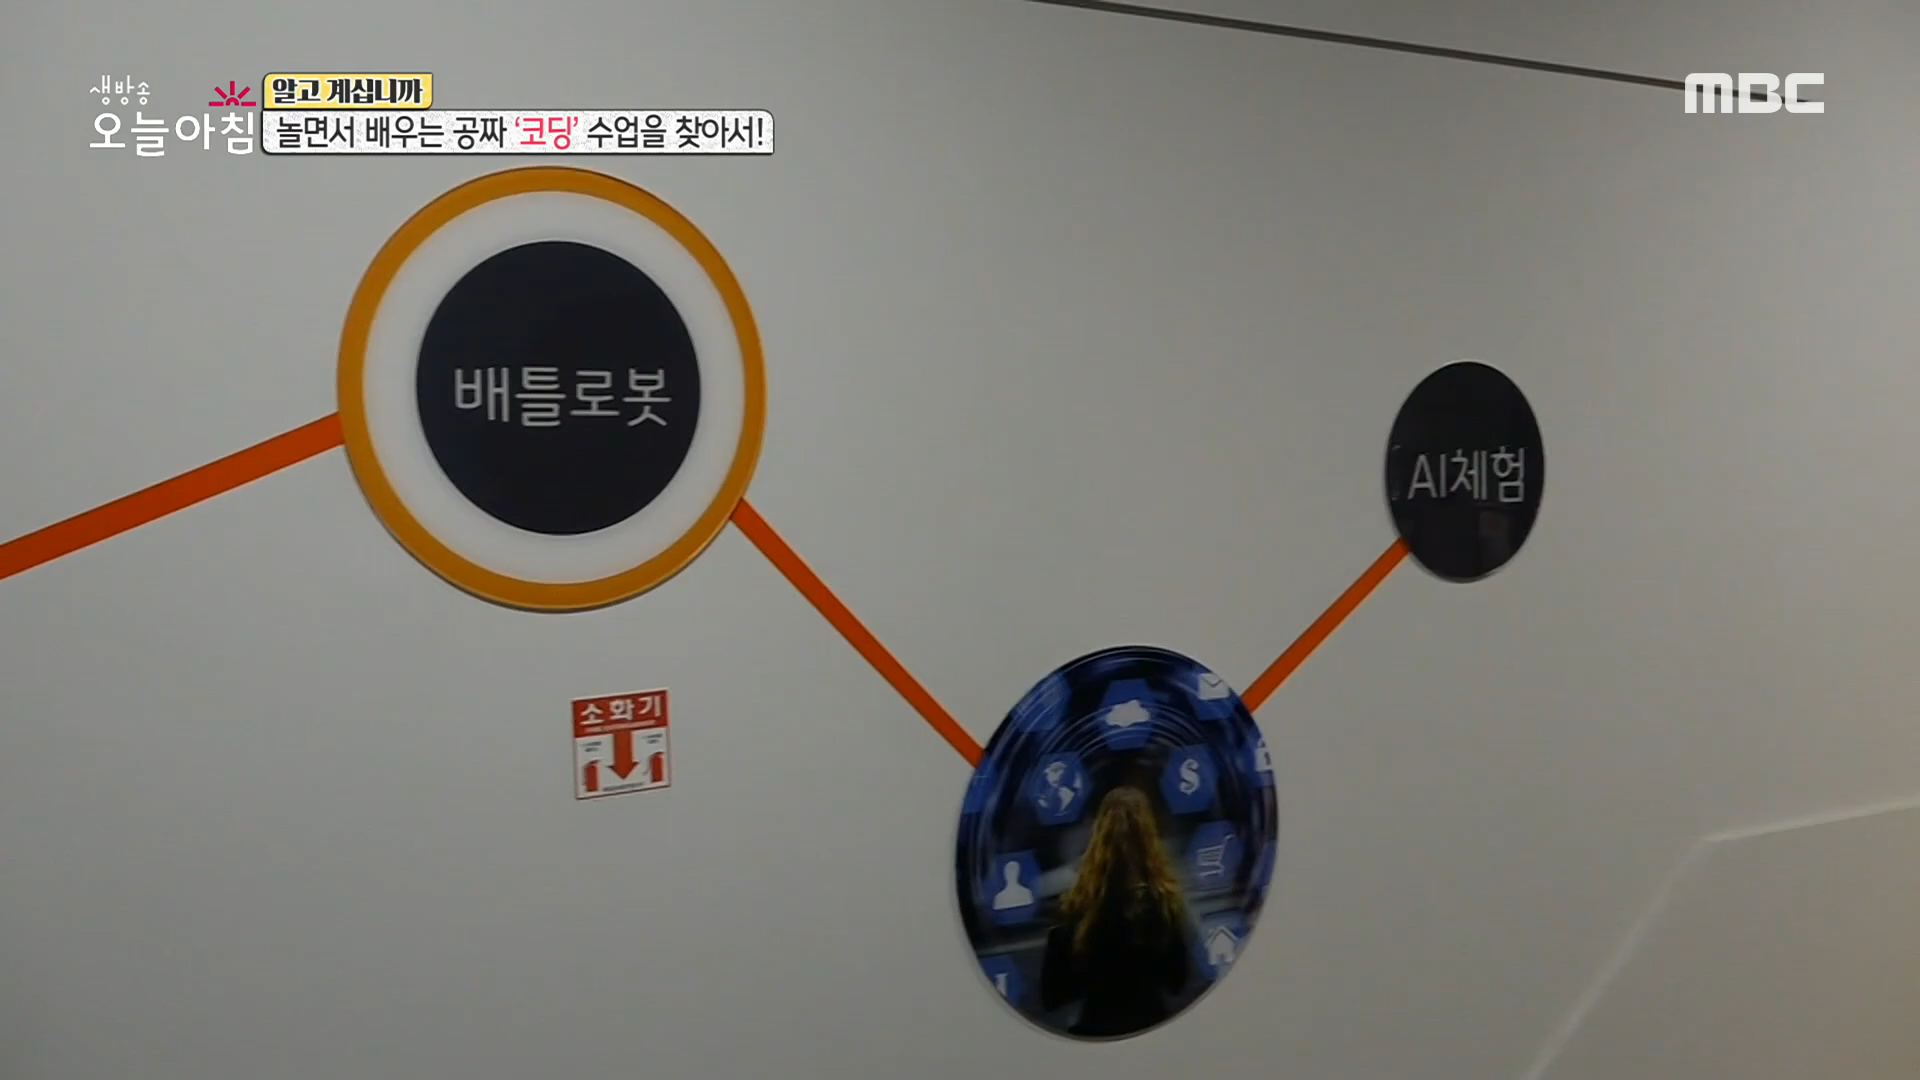 생방송
오늘아침
알고 계십니까
놀면서 배우는 공짜 '코딩' 수업을 찾아서!
MBC
배틀로봇
AI체험
소화기
$